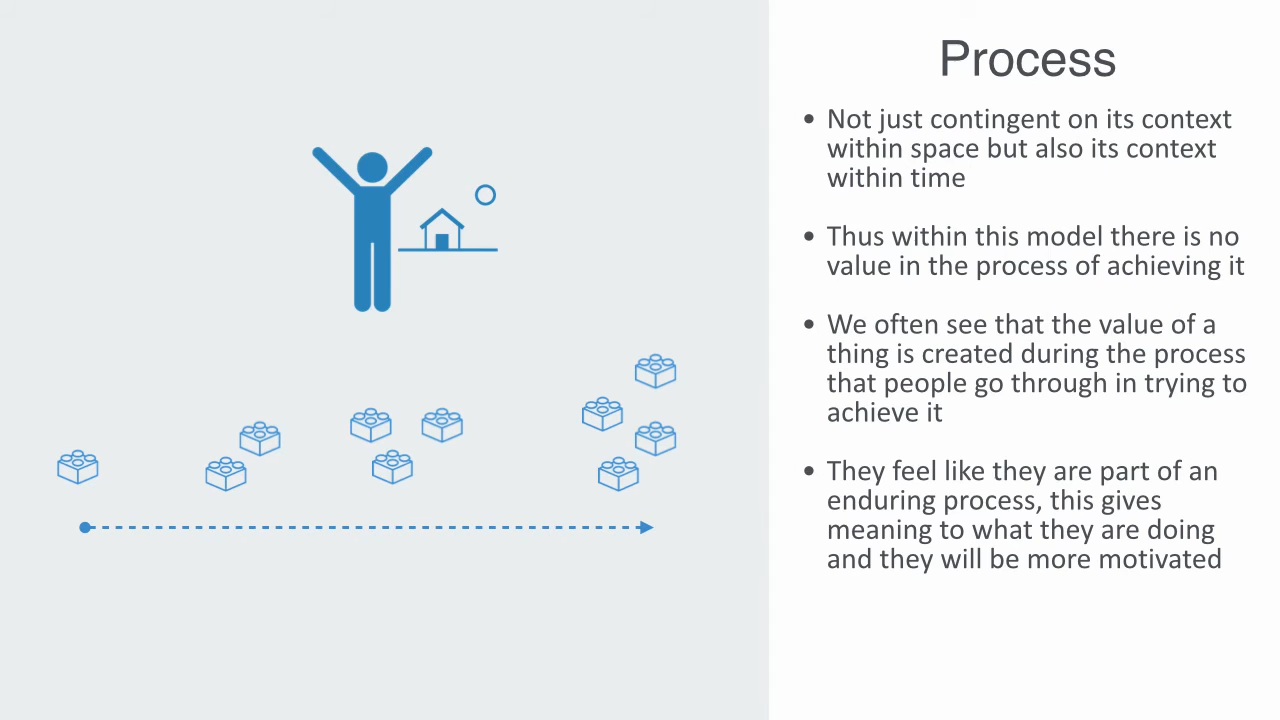 Process
• Not just contingent on its context
within space but also its context
within time
• Thus within this model there is no
value in the process of achieving it
• We often see that the value of a
thing is created during the process
that people go through in trying to
achieve it
• They feel like they are part of an
enduring process, this gives
meaning to what they are doing
and they will be more motivated